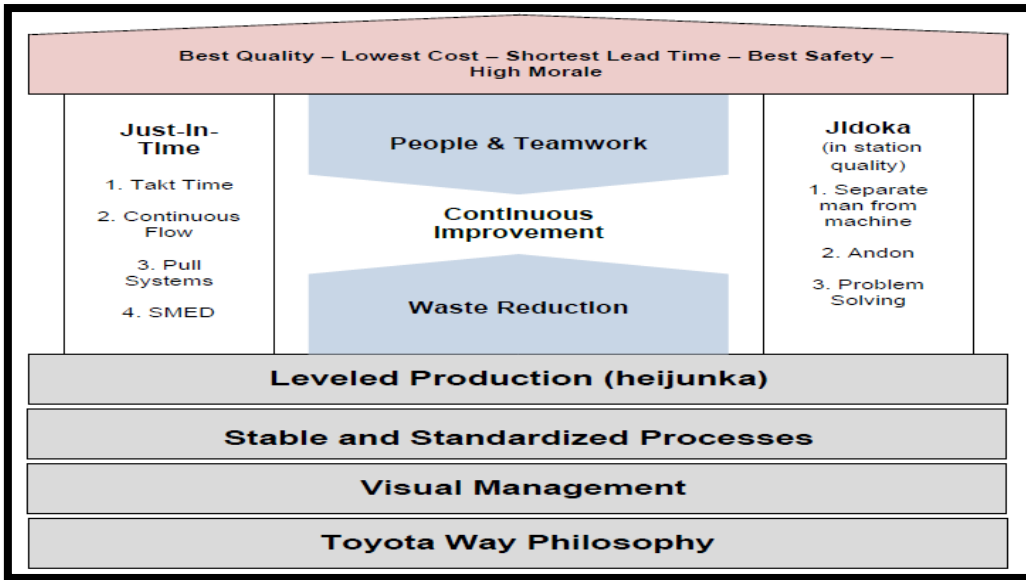 Best Quality – Lowest Cost – Shortest Lead Time – Best Safety –
High Morale
Just-In-
Time
1. Takt Time
2. Continuous
Flow
3. Pull
Systems
4. SMED
People & Teamwork
Continuous
Improvement
Waste Reduction
Jidoka
(in station
quality)
1. Separate
man from
machine
2. Andon
3. Problem
Solving
Leveled Production (heijunka)
Stable and Standardized Processes
Visual Management
Toyota Way Philosophy